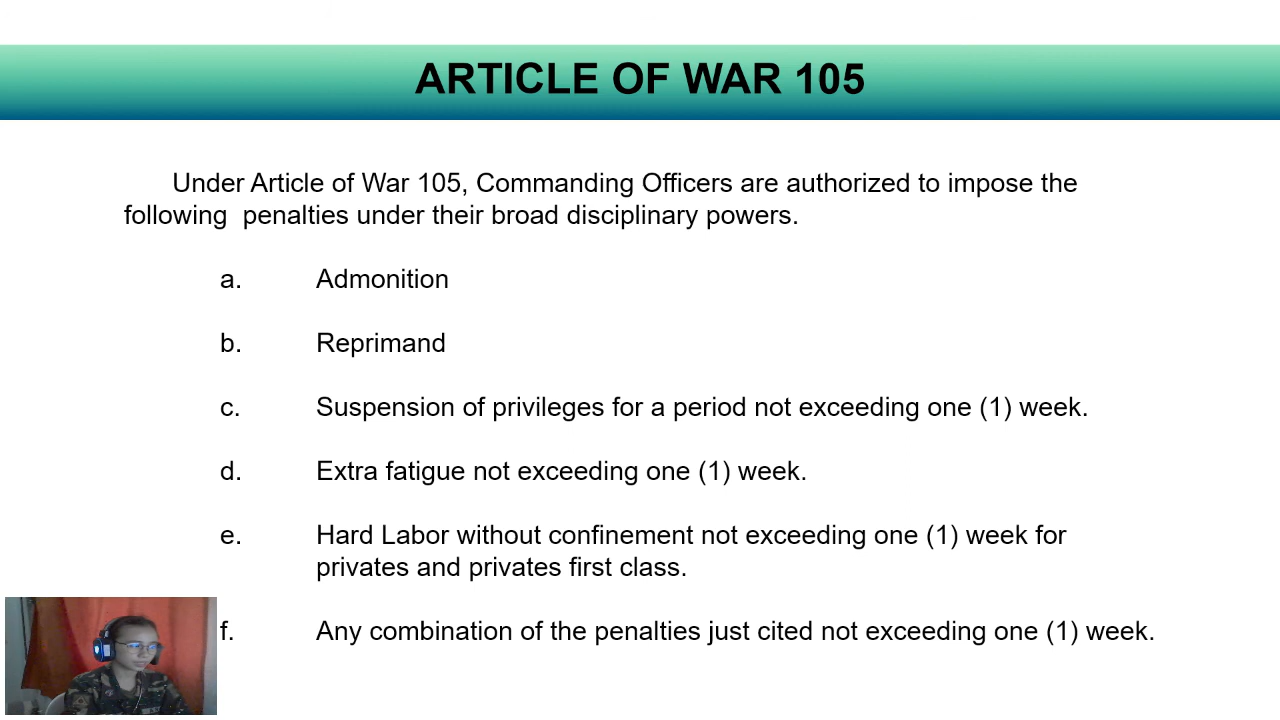 ARTICLE OF WAR 105
Under Article of War 105, Commanding Officers are authorized to impose the
following  penalties under their broad disciplinary powers.
a. Admonition
b. Reprimand
c. Suspension of privileges for a period not exceeding one (1) week.
d. Extra fatigue not exceeding one (1) week.
e. Hard Labor without confinement not exceeding one (1) week for
privates and privates first class.
f. Any combination of the penalties just cited not exceeding one (1) week.